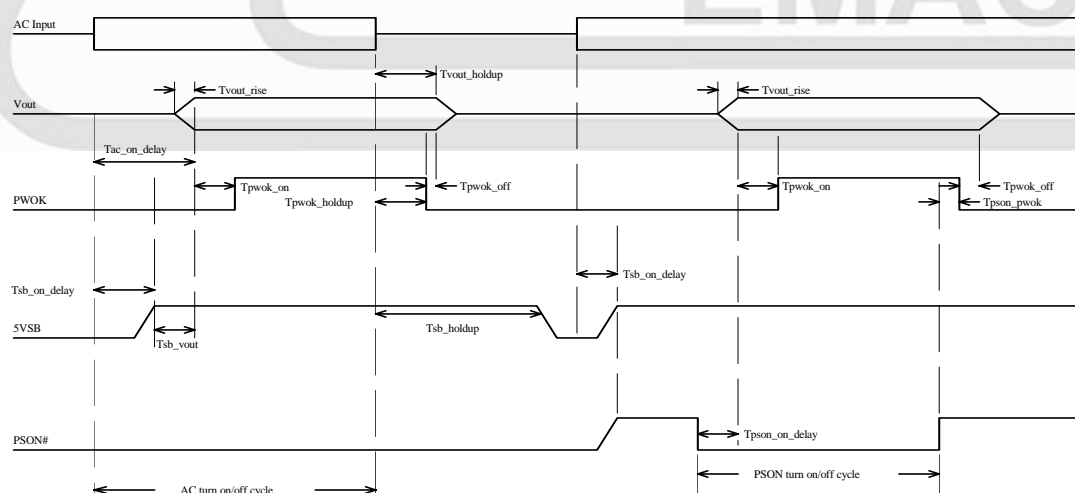 EMAC
AC Input
Tvout_holdup
Tvout_rise
Tvout_rise
Vout
Tac_on_delay
Tpwok_on
Tpwok_off
Tpwok_on
Tpwok_off
PWOK
Tpwok_holdup
Tpson_pwok
Tsb_on_delay
Tsb_on_delay
5VSB
Tsb_holdup
Tsb_vout
PSON#
Tpson_on_delay
AC turn on/off cycle
PSON turn on/off cycle